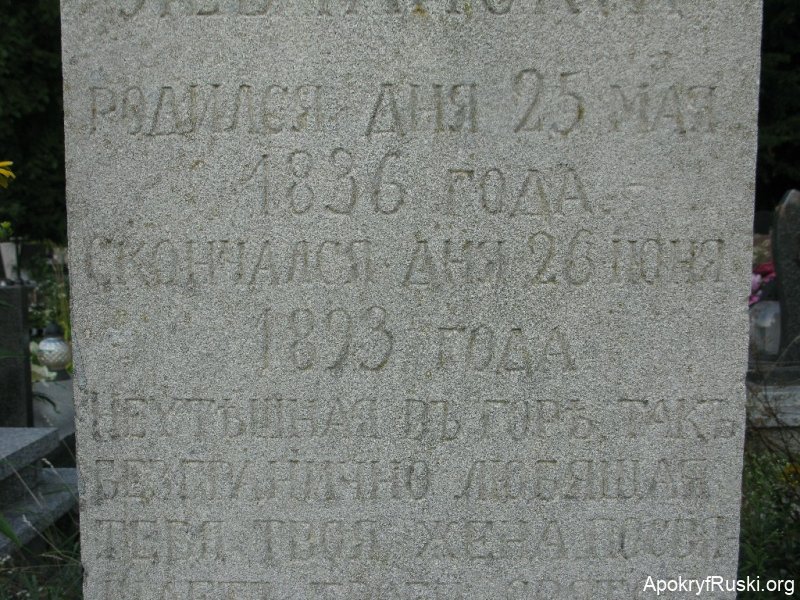 РОДИЛСЯ ДНЯ 25 МАЯ
1836 ГОДА
СКОНЧАЛСЯ ДНЯ 26 ІЮНЯ
1893 ГОДА
НЕУТѢШНАЯ ВЪ ГОРѢ, ТАКЪ
БЕЗГРАНИЧНО ЛЮБЯЩАЯ
ТЕБЯ ТВОЯ ЖЕНА ПОСВЯ
ApokryfRuski.org